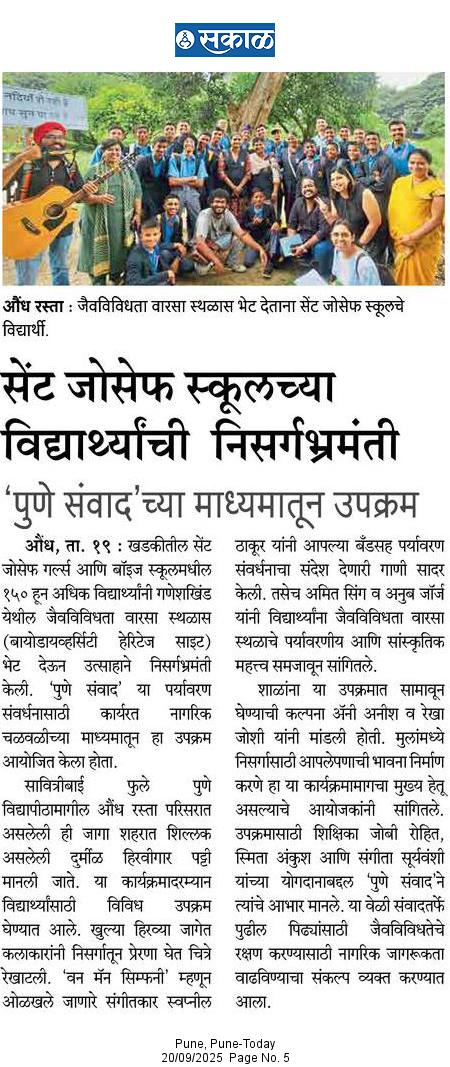 सकाळ
नदियाँ रो रही हैं
औंध रस्ता : जैवविविधता वारसा स्थळास भेट देताना सेंट जोसेफ स्कूलचे
विद्यार्थी.
सेंट जोसेफ स्कूलच्या
विद्यार्थ्यांची निसर्गभ्रमंती
‘पुणे संवाद’च्या माध्यमातून उपक्रम
औंध, ता. १९ : खडकीतील सेंट
जोसेफ गर्ल्स आणि बॉइज स्कूलमधील
१५० हून अधिक विद्यार्थ्यांनी गणेशखिंड
येथील जैवविविधता वारसा स्थळास
(बायोडायव्हर्सिटी हेरिटेज साइट)
भेट देऊन उत्साहाने निसर्गभ्रमंती
केली. ‘पुणे संवाद’ या पर्यावरण
संवर्धनासाठी कार्यरत नागरिक
चळवळीच्या माध्यमातून हा उपक्रम
आयोजित केला होता.
सावित्रीबाई फुले पुणे
विद्यापीठामागील औंध रस्ता परिसरात
असलेली ही जागा शहरात शिल्लक
असलेली दुर्मीळ हिरवीगार पट्टी
मानली जाते. या कार्यक्रमादरम्यान
विद्यार्थ्यांसाठी विविध उपक्रम
घेण्यात आले. खुल्या हिरव्या जागेत
कलाकारांनी निसर्गातून प्रेरणा घेत चित्रे
रेखाटली. ‘वन मॅन सिम्फनी’ म्हणून
ओळखले जाणारे संगीतकार स्वप्नील
ठाकूर यांनी आपल्या बँडसह पर्यावरण
संवर्धनाचा संदेश देणारी गाणी सादर
केली. तसेच अमित सिंग व अनुब जॉर्ज
यांनी विद्यार्थ्यांना जैवविविधता वारसा
स्थळाचे पर्यावरणीय आणि सांस्कृतिक
महत्त्व समजावून सांगितले.
शाळांना या उपक्रमात सामावून
घेण्याची कल्पना ॲनी अनीश व रेखा
जोशी यांनी मांडली होती. मुलांमध्ये
निसर्गासाठी आपलेपणाची भावना निर्माण
करणे हा या कार्यक्रमामागचा मुख्य हेतू
असल्याचे आयोजकांनी सांगितले.
उपक्रमासाठी शिक्षिका जोबी रोहित,
स्मिता अंकुश आणि संगीता सूर्यवंशी
यांच्या योगदानाबद्दल ‘पुणे संवाद’ने
त्यांचे आभार मानले. या वेळी संवादतर्फे
पुढील पिढ्यांसाठी जैवविविधतेचे
रक्षण करण्यासाठी नागरिक जागरूकता
वाढविण्याचा संकल्प व्यक्त करण्यात
आला.
Pune, Pune-Today
20/09/2025 Page No. 5